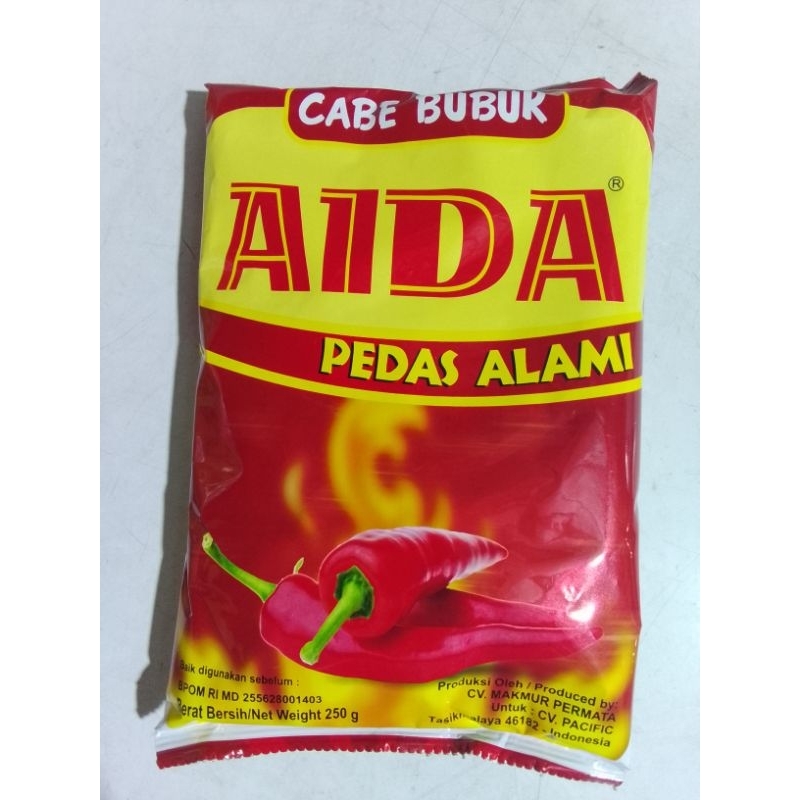 CABE BUBUK
AIDA®
PEDAS ALAMI
Baik digunakan sebelum :
BPOM RI MD 255628001403
Berat Bersih/Net Weight 250 g
Produksi Oleh / Produced by:
CV. MAKMUR PERMATA
Untuk : CV. PACIFIC
Tasikmalaya 46182 - Indonesia